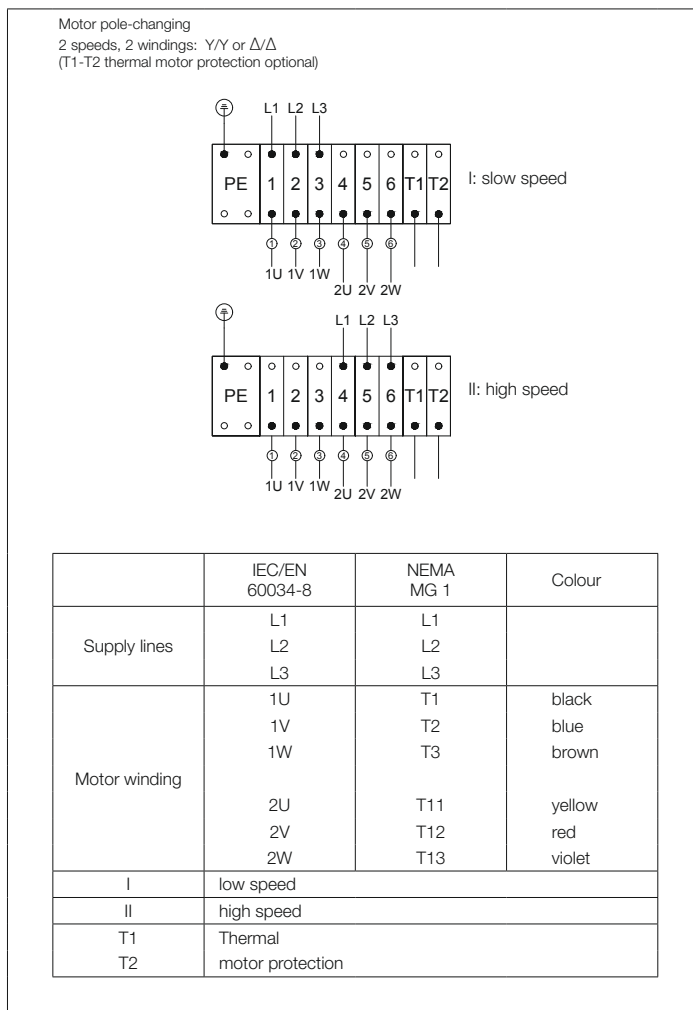 Motor pole-changing
2 speeds, 2 windings: Y/Y or Δ/Δ
(T1-T2 thermal motor protection optional)
L1 L2 L3
PE 1 2 3 4 5 6 T1 T2
I: slow speed
① ② ③ ④ ⑤ ⑥
1U 1V 1W
2U 2V 2W
L1 L2 L3
PE 1 2 3 4 5 6 T1 T2
II: high speed
① ② ③ ④ ⑤ ⑥
1U 1V 1W
2U 2V 2W
IEC/EN 60034-8 NEMA MG 1 Colour
Supply lines
L1 L1
L2 L2
L3 L3
Motor winding
1U T1 black
1V T2 blue
1W T3 brown
2U T11 yellow
2V T12 red
2W T13 violet
I low speed
II high speed
T1 Thermal
T2 motor protection